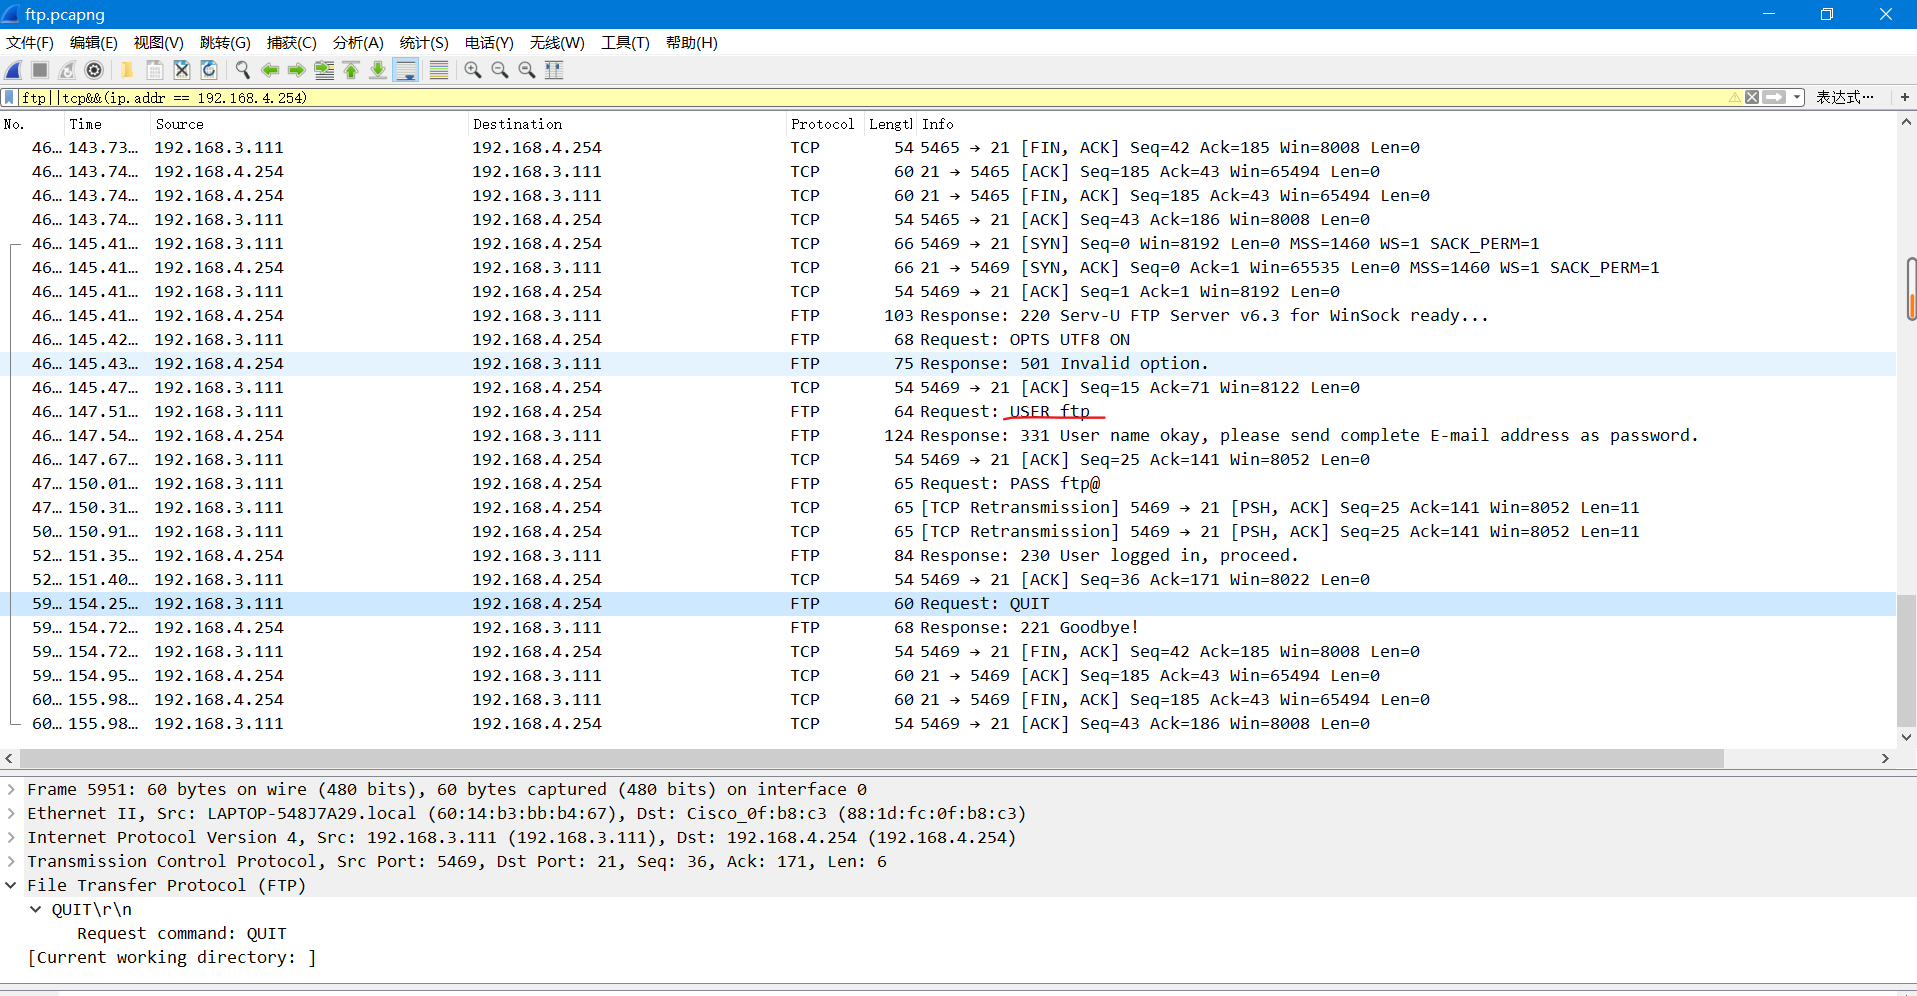 ftp.pcapng
文件(F) 编辑(E) 视图(V) 跳转(G) 捕获(C) 分析(A) 统计(S) 电话(Y) 无线(W) 工具(T) 帮助(H)
ftp||tcp&&(ip.addr == 192.168.4.254) 表达式… +
No. Time Source Destination Protocol Lengtl Info
46… 143.73… 192.168.3.111 192.168.4.254 TCP 54 5465 → 21 [FIN, ACK] Seq=42 Ack=185 Win=8008 Len=0
46… 143.74… 192.168.4.254 192.168.3.111 TCP 60 21 → 5465 [ACK] Seq=185 Ack=43 Win=65494 Len=0
46… 143.74… 192.168.4.254 192.168.3.111 TCP 60 21 → 5465 [FIN, ACK] Seq=185 Ack=43 Win=65494 Len=0
46… 143.74… 192.168.3.111 192.168.4.254 TCP 54 5465 → 21 [ACK] Seq=43 Ack=186 Win=8008 Len=0
46… 145.41… 192.168.3.111 192.168.4.254 TCP 66 5469 → 21 [SYN] Seq=0 Win=8192 Len=0 MSS=1460 WS=1 SACK_PERM=1
46… 145.41… 192.168.4.254 192.168.3.111 TCP 66 21 → 5469 [SYN, ACK] Seq=0 Ack=1 Win=65535 Len=0 MSS=1460 WS=1 SACK_PERM=1
46… 145.41… 192.168.3.111 192.168.4.254 TCP 54 5469 → 21 [ACK] Seq=1 Ack=1 Win=8192 Len=0
46… 145.41… 192.168.4.254 192.168.3.111 FTP 103 Response: 220 Serv-U FTP Server v6.3 for WinSock ready...
46… 145.42… 192.168.3.111 192.168.4.254 FTP 68 Request: OPTS UTF8 ON
46… 145.43… 192.168.4.254 192.168.3.111 FTP 75 Response: 501 Invalid option.
46… 145.47… 192.168.3.111 192.168.4.254 TCP 54 5469 → 21 [ACK] Seq=15 Ack=71 Win=8122 Len=0
46… 147.51… 192.168.3.111 192.168.4.254 FTP 64 Request: USER ftp
46… 147.54… 192.168.4.254 192.168.3.111 FTP 124 Response: 331 User name okay, please send complete E-mail address as password.
46… 147.67… 192.168.3.111 192.168.4.254 TCP 54 5469 → 21 [ACK] Seq=25 Ack=141 Win=8052 Len=0
47… 150.01… 192.168.3.111 192.168.4.254 FTP 65 Request: PASS ftp@
47… 150.31… 192.168.3.111 192.168.4.254 TCP 65 [TCP Retransmission] 5469 → 21 [PSH, ACK] Seq=25 Ack=141 Win=8052 Len=11
50… 150.91… 192.168.3.111 192.168.4.254 TCP 65 [TCP Retransmission] 5469 → 21 [PSH, ACK] Seq=25 Ack=141 Win=8052 Len=11
52… 151.35… 192.168.4.254 192.168.3.111 FTP 84 Response: 230 User logged in, proceed.
52… 151.40… 192.168.3.111 192.168.4.254 TCP 54 5469 → 21 [ACK] Seq=36 Ack=171 Win=8022 Len=0
59… 154.25… 192.168.3.111 192.168.4.254 FTP 60 Request: QUIT
59… 154.72… 192.168.4.254 192.168.3.111 FTP 68 Response: 221 Goodbye!
59… 154.72… 192.168.3.111 192.168.4.254 TCP 54 5469 → 21 [FIN, ACK] Seq=42 Ack=185 Win=8008 Len=0
59… 154.95… 192.168.4.254 192.168.3.111 TCP 60 21 → 5469 [ACK] Seq=185 Ack=43 Win=65494 Len=0
60… 155.98… 192.168.4.254 192.168.3.111 TCP 60 21 → 5469 [FIN, ACK] Seq=185 Ack=43 Win=65494 Len=0
60… 155.98… 192.168.3.111 192.168.4.254 TCP 54 5469 → 21 [ACK] Seq=43 Ack=186 Win=8008 Len=0
Frame 5951: 60 bytes on wire (480 bits), 60 bytes captured (480 bits) on interface 0
Ethernet II, Src: LAPTOP-548J7A29.local (60:14:b3:bb:b4:67), Dst: Cisco_0f:b8:c3 (88:1d:fc:0f:b8:c3)
Internet Protocol Version 4, Src: 192.168.3.111 (192.168.3.111), Dst: 192.168.4.254 (192.168.4.254)
Transmission Control Protocol, Src Port: 5469, Dst Port: 21, Seq: 36, Ack: 171, Len: 6
File Transfer Protocol (FTP)
QUIT\r\n
Request command: QUIT
[Current working directory: ]